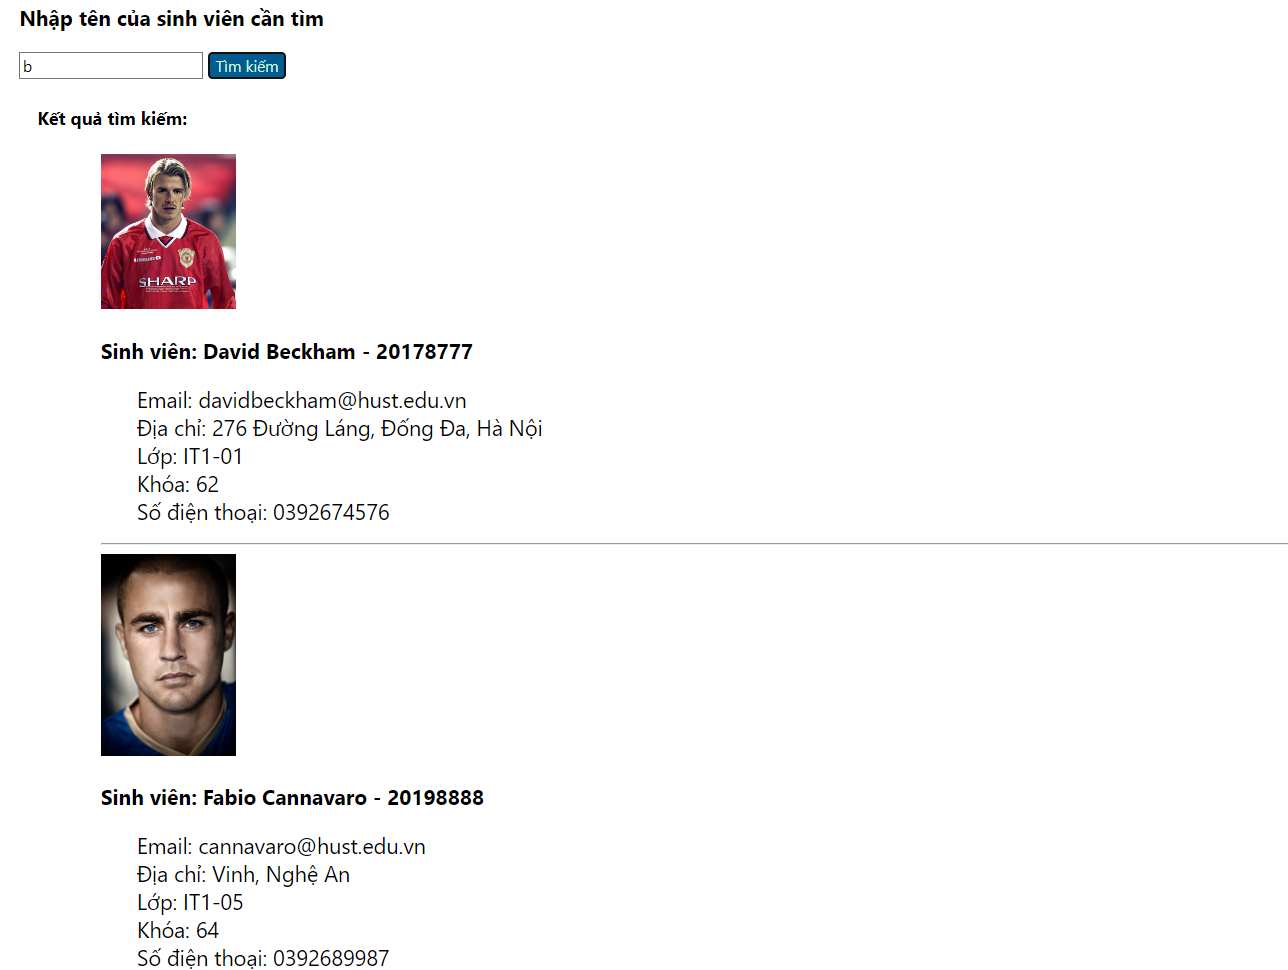 Nhập tên của sinh viên cần tìm
b
Tìm kiếm
Kết quả tìm kiếm:
SHARP
Sinh viên: David Beckham - 20178777
Email: davidbeckham@hust.edu.vn
Địa chỉ: 276 Đường Láng, Đống Đa, Hà Nội
Lớp: IT1-01
Khóa: 62
Số điện thoại: 0392674576
Sinh viên: Fabio Cannavaro - 20198888
Email: cannavaro@hust.edu.vn
Địa chỉ: Vinh, Nghệ An
Lớp: IT1-05
Khóa: 64
Số điện thoại: 0392689987